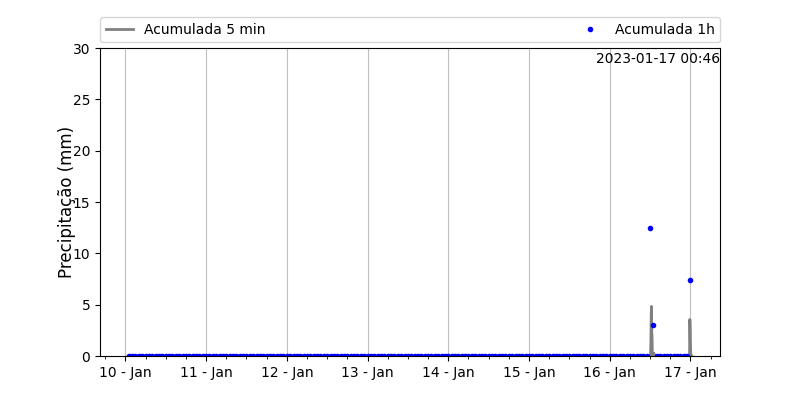 Acumulada 5 min
Acumulada 1h
2023-01-17 00:46
Precipitação (mm)
30
25
20
15
10
5
0
10 - Jan
11 - Jan
12 - Jan
13 - Jan
14 - Jan
15 - Jan
16 - Jan
17 - Jan